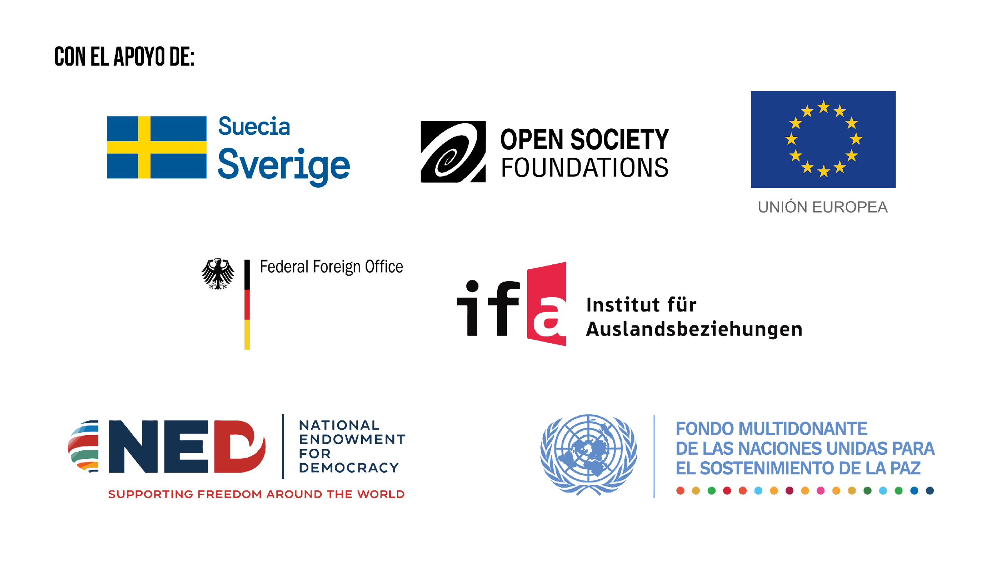 CON EL APOYO DE:
Suecia
Sverige
OPEN SOCIETY
FOUNDATIONS
UNIÓN EUROPEA
Federal Foreign Office
ifa
Institut für
Auslandsbeziehungen
NED
NATIONAL
ENDOWMENT
FOR
DEMOCRACY
SUPPORTING FREEDOM AROUND THE WORLD
FONDO MULTIDONANTE
DE LAS NACIONES UNIDAS PARA
EL SOSTENIMIENTO DE LA PAZ